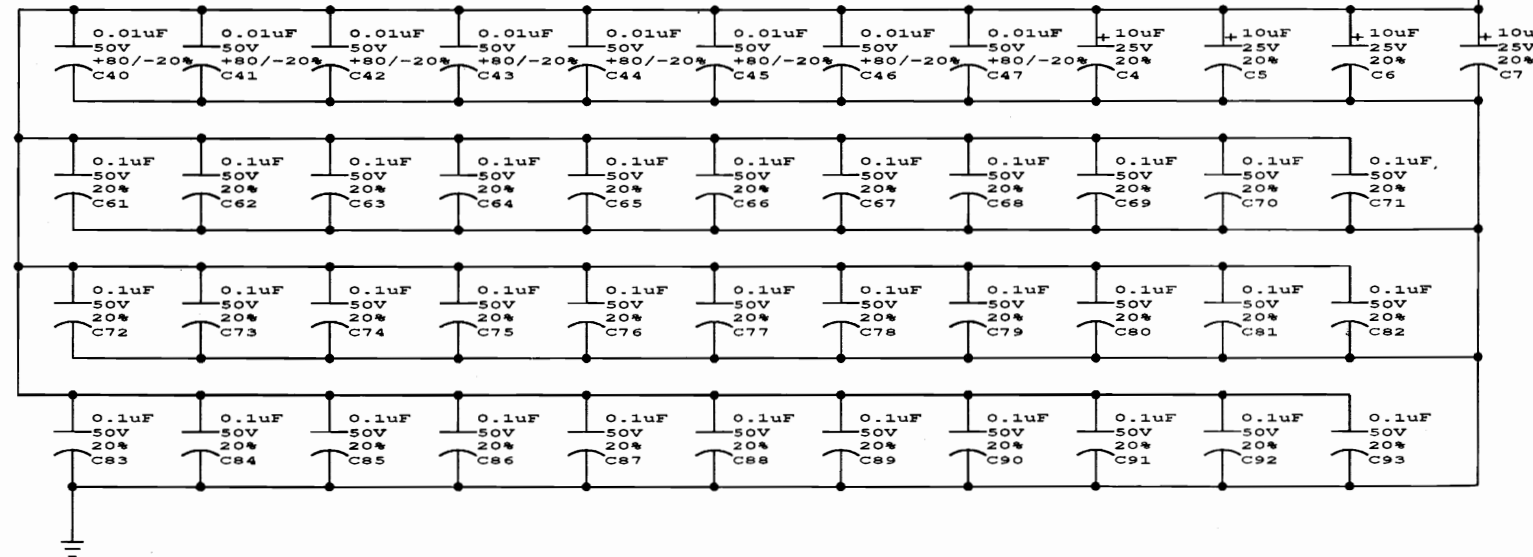 0.01uF 0.01uF 0.01uF 0.01uF 0.01uF 0.01uF 0.01uF 0.01uF + 10uF + 10uF + 10uF + 10u
50V 50V 50V 50V 50V 50V 50V 50V 25V 25V 25V 25V
+80/-20% +80/-20% +80/-20% +80/-20% +80/-20% +80/-20% +80/-20% +80/-20% 20% 20% 20% 20%
C40 C41 C42 C43 C44 C45 C46 C47 C4 C5 C6 C7
0.1uF 0.1uF 0.1uF 0.1uF 0.1uF 0.1uF 0.1uF 0.1uF 0.1uF 0.1uF 0.1uF
50V 50V 50V 50V 50V 50V 50V 50V 50V 50V 50V
20% 20% 20% 20% 20% 20% 20% 20% 20% 20% 20%
C61 C62 C63 C64 C65 C66 C67 C68 C69 C70 C71
0.1uF 0.1uF 0.1uF 0.1uF 0.1uF 0.1uF 0.1uF 0.1uF 0.1uF 0.1uF 0.1uF
50V 50V 50V 50V 50V 50V 50V 50V 50V 50V 50V
20% 20% 20% 20% 20% 20% 20% 20% 20% 20% 20%
C72 C73 C74 C75 C76 C77 C78 C79 C80 C81 C82
0.1uF 0.1uF 0.1uF 0.1uF 0.1uF 0.1uF 0.1uF 0.1uF 0.1uF 0.1uF 0.1uF
50V 50V 50V 50V 50V 50V 50V 50V 50V 50V 50V
20% 20% 20% 20% 20% 20% 20% 20% 20% 20% 20%
C83 C84 C85 C86 C87 C88 C89 C90 C91 C92 C93